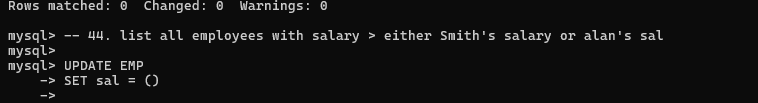 Rows matched: 0  Changed: 0  Warnings: 0
mysql> -- 44. list all employees with salary > either Smith's salary or alan's sal
mysql>
mysql> UPDATE EMP
    -> SET sal = ()
    ->